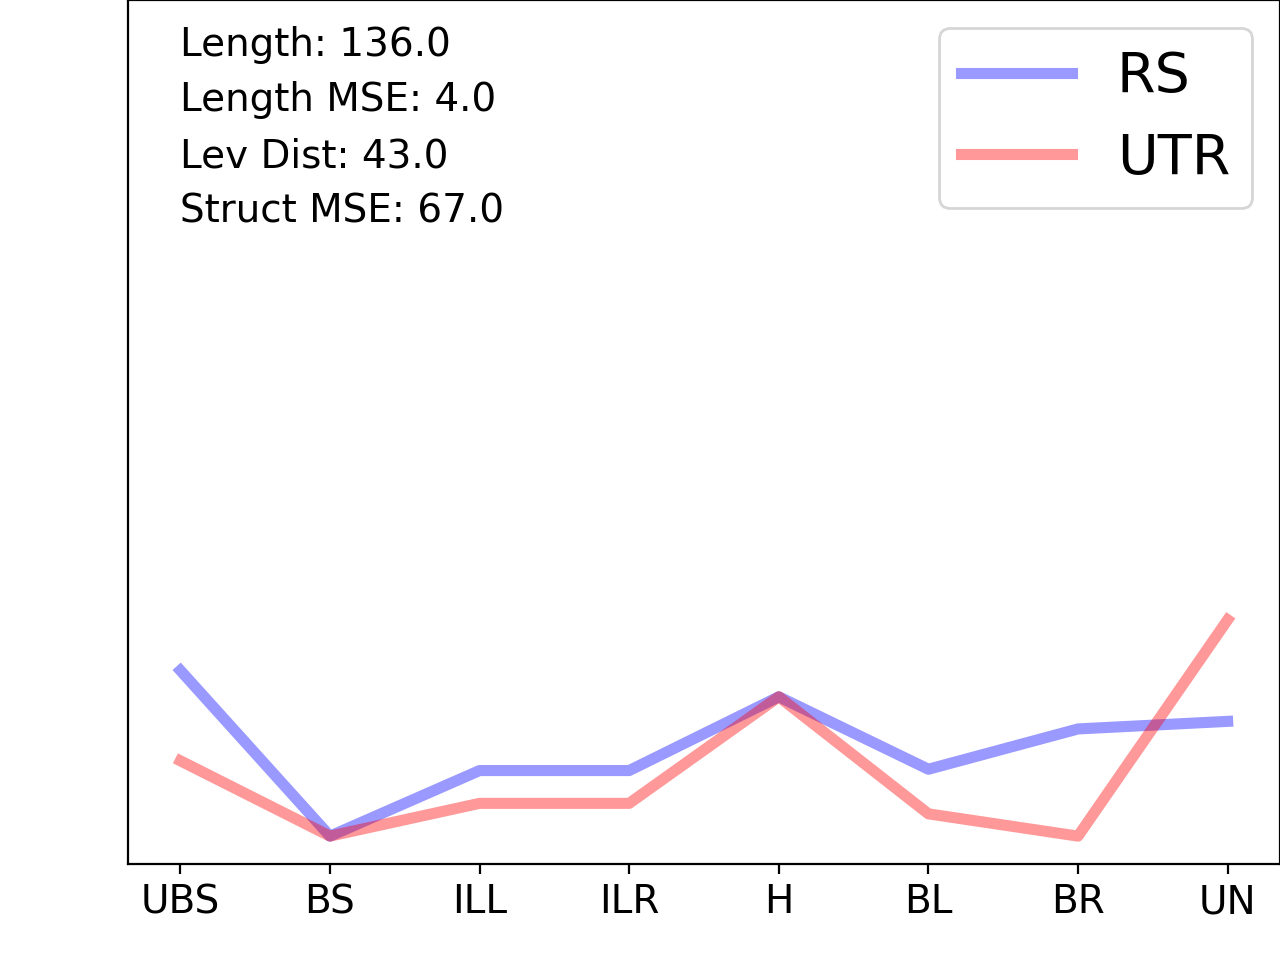 Length: 136.0
Length MSE: 4.0
Lev Dist: 43.0
Struct MSE: 67.0
RS
UTR
UBS BS ILL ILR H BL BR UN